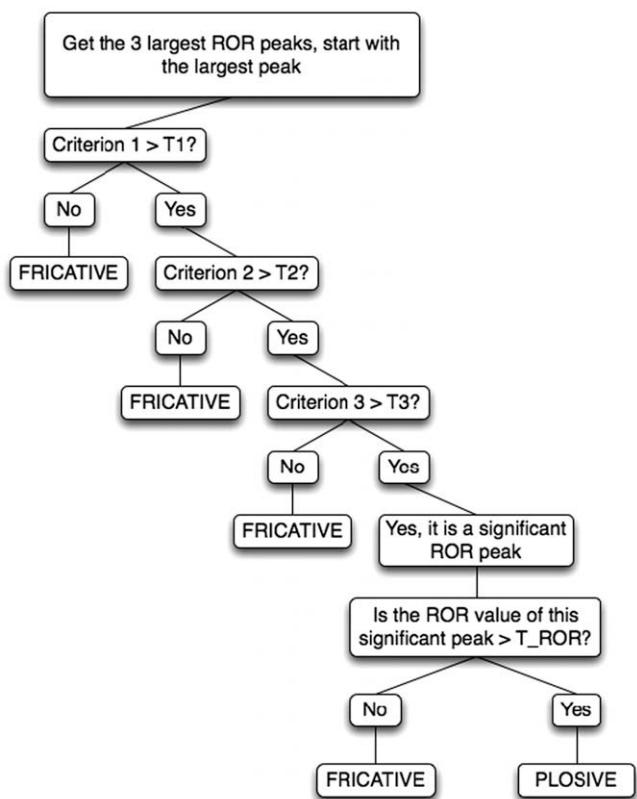 Get the 3 largest ROR peaks, start with
the largest peak
Criterion 1 > T1?
No
Yes
FRICATIVE
Criterion 2 > T2?
No
Yes
FRICATIVE
Criterion 3 > T3?
No
Yes
FRICATIVE
Yes, it is a significant
ROR peak
Is the ROR value of this
significant peak > T_ROR?
No
Yes
FRICATIVE
PLOSIVE